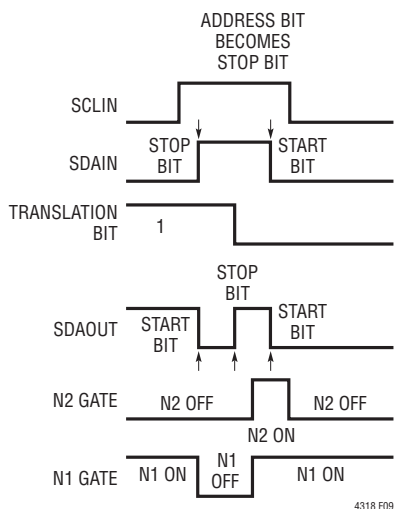 ADDRESS BIT
BECOMES
STOP BIT
SCLIN
STOP
BIT
START
BIT
SDAIN
TRANSLATION
BIT
1
STOP
BIT
SDAOUT
START
BIT
START
BIT
N2 GATE
N2 OFF
N2 OFF
N2 ON
N1 GATE
N1 ON
N1
OFF
N1 ON
4318 F09